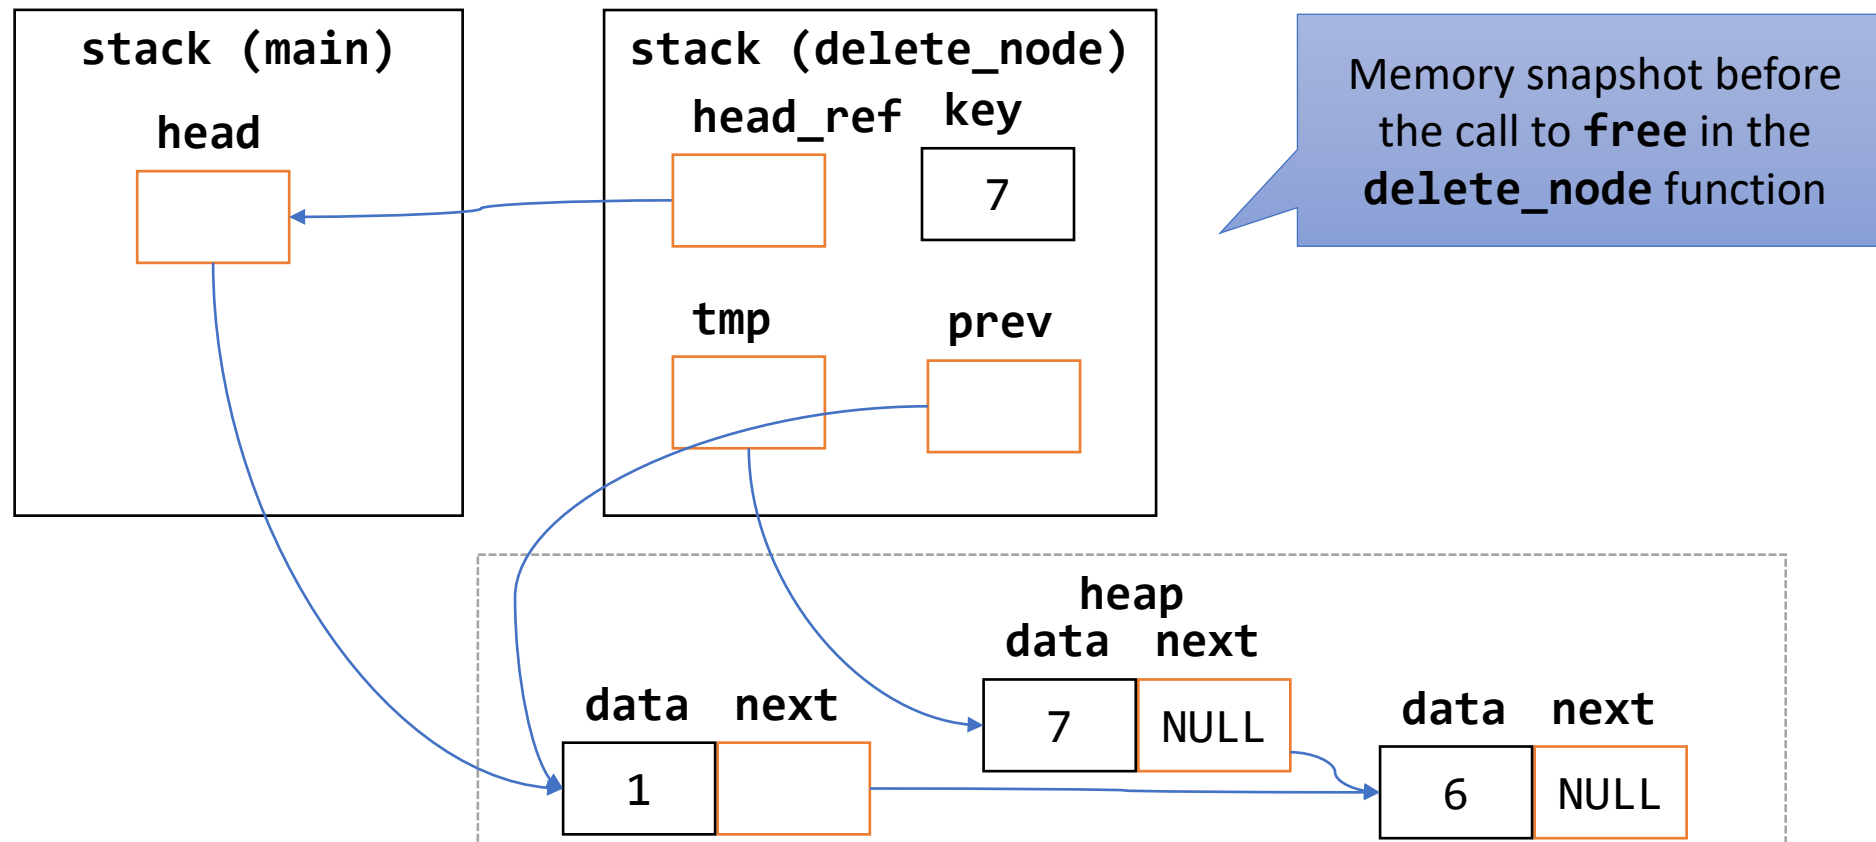 stack (main)
head
stack (delete_node)
head_ref key
7
tmp prev
Memory snapshot before
the call to free in the
delete_node function
heap
data next
7 NULL
data next
1
data next
6 NULL